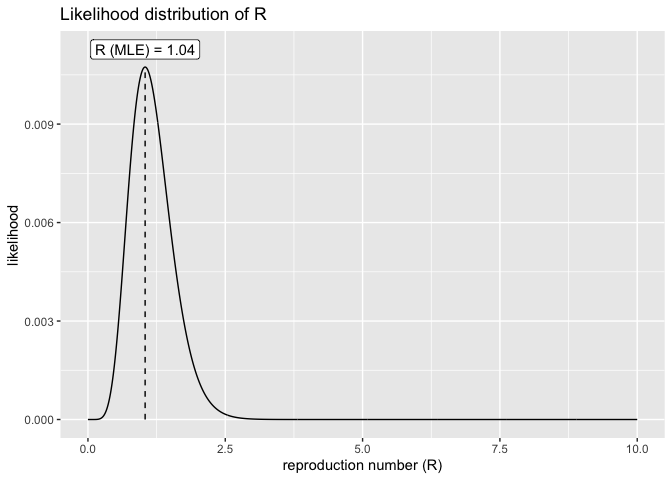 Likelihood distribution of R
R (MLE) = 1.04
likelihood
0.009
0.006
0.003
0.000
0.0 2.5 5.0 7.5 10.0
reproduction number (R)